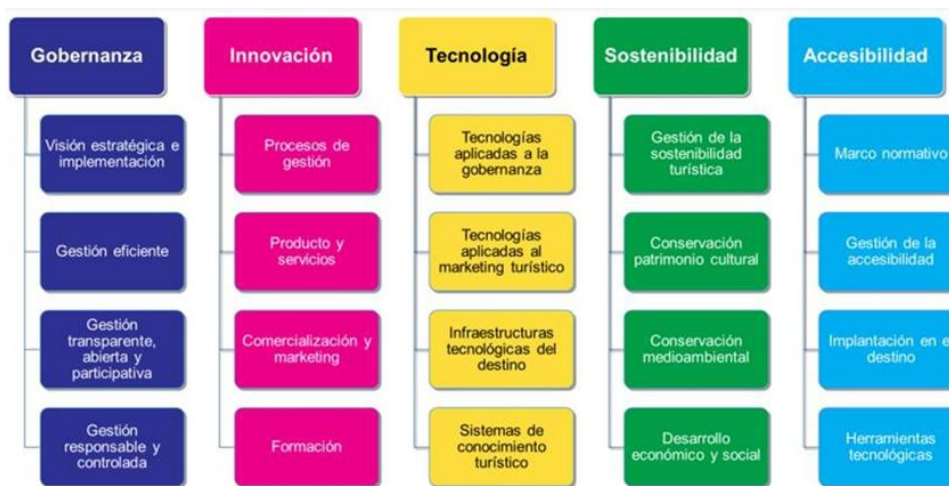 Gobernanza
Visión estratégica e
implementación
Gestión eficiente
Gestión
transparente,
abierta y
participativa
Gestión
responsable y
controlada
Innovación
Procesos de
gestión
Producto y
servicios
Comercialización y
marketing
Formación
Tecnología
Tecnologías
aplicadas a la
gobernanza
Tecnologías
aplicadas al
marketing turístico
Infraestructuras
tecnológicas del
destino
Sistemas de
conocimiento
turístico
Sostenibilidad
Gestión de la
sostenibilidad
turística
Conservación
patrimonio cultural
Conservación
medioambiental
Desarrollo
económico y social
Accesibilidad
Marco normativo
Gestión de la
accesibilidad
Implantación en e
destino
Herramientas
tecnológicas